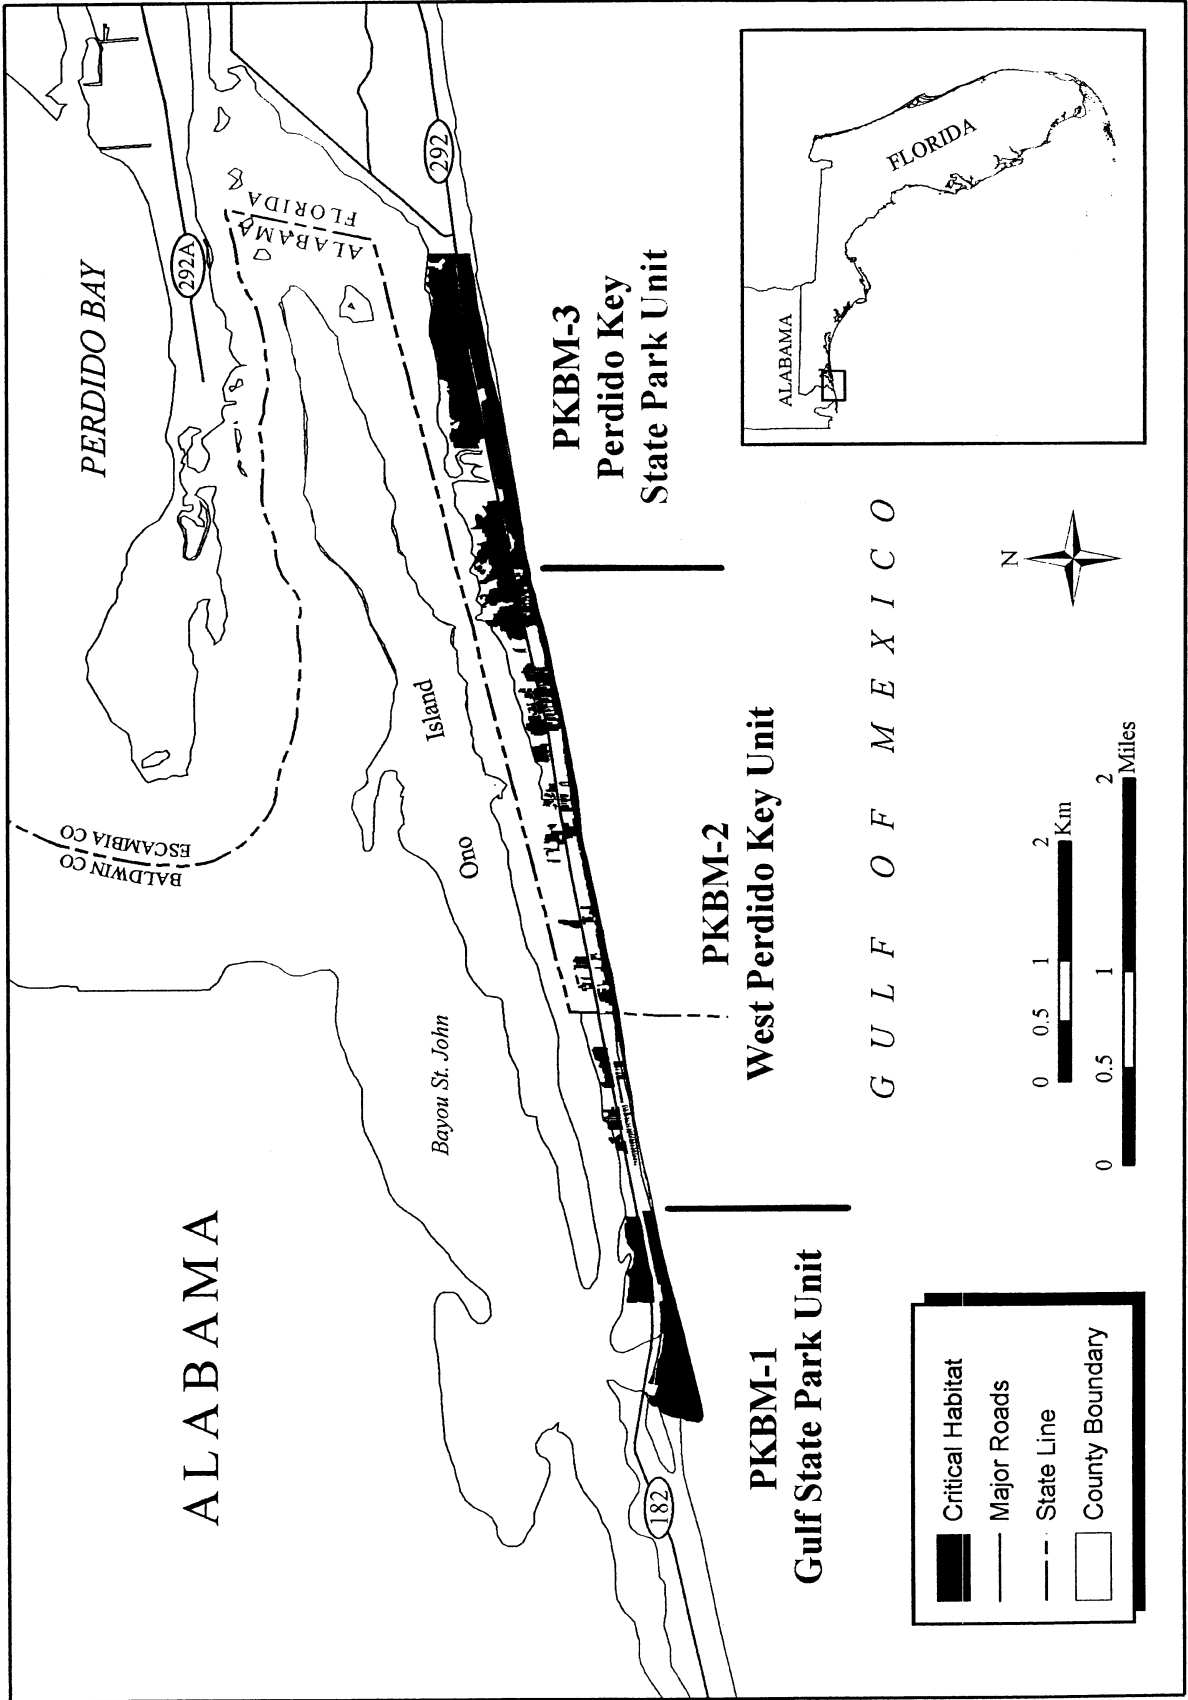 ALABAMA
PERDIDO BAY
BALDWIN CO
ESCAMBIA CO
292A
ALABAMA
FLORIDA
292
Bayou St. John
Ono
Island
182
PKBM-1
Gulf State Park Unit
PKBM-2
West Perdido Key Unit
PKBM-3
Perdido Key
State Park Unit
GULF OF MEXICO
N
Critical Habitat
Major Roads
State Line
County Boundary
0 0.5 1 2
Km
0 0.5 1 2
Miles
ALABAMA
FLORIDA